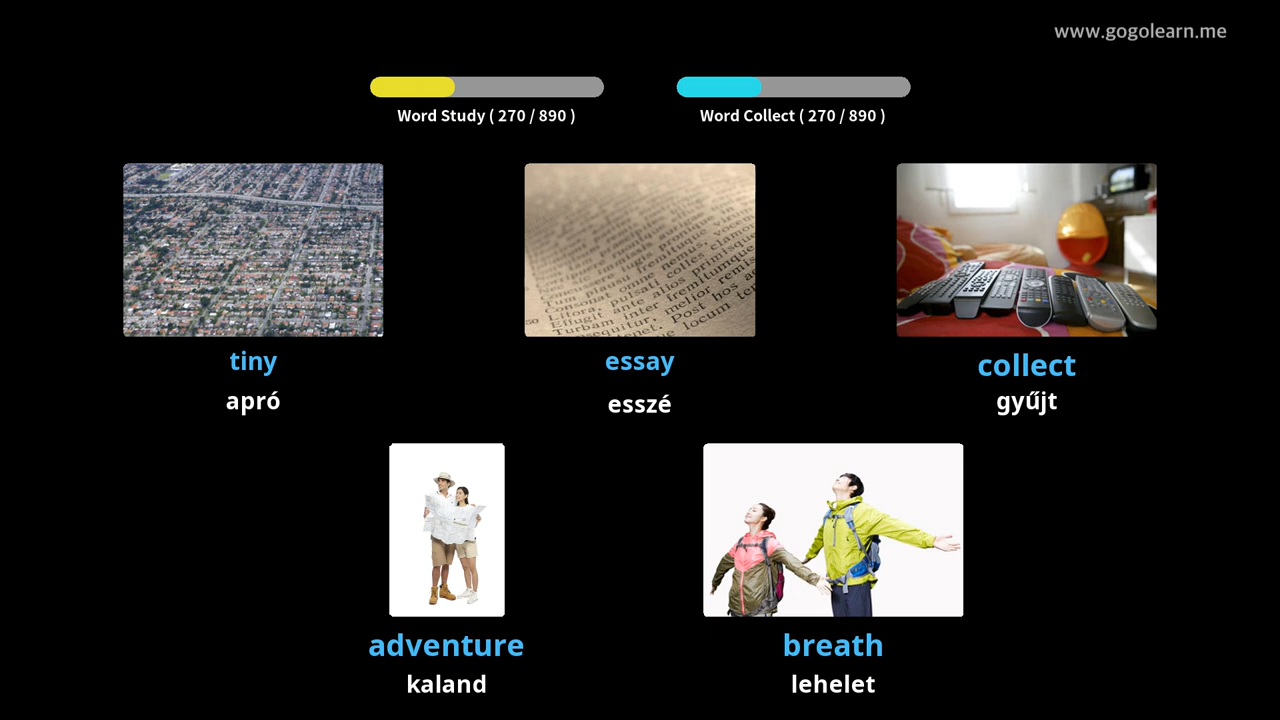 www.gogolearn.me
Word Study ( 270 / 890 )
Word Collect ( 270 / 890 )
tiny
apró
essay
esszé
collect
gyűjt
adventure
kaland
breath
lehelet